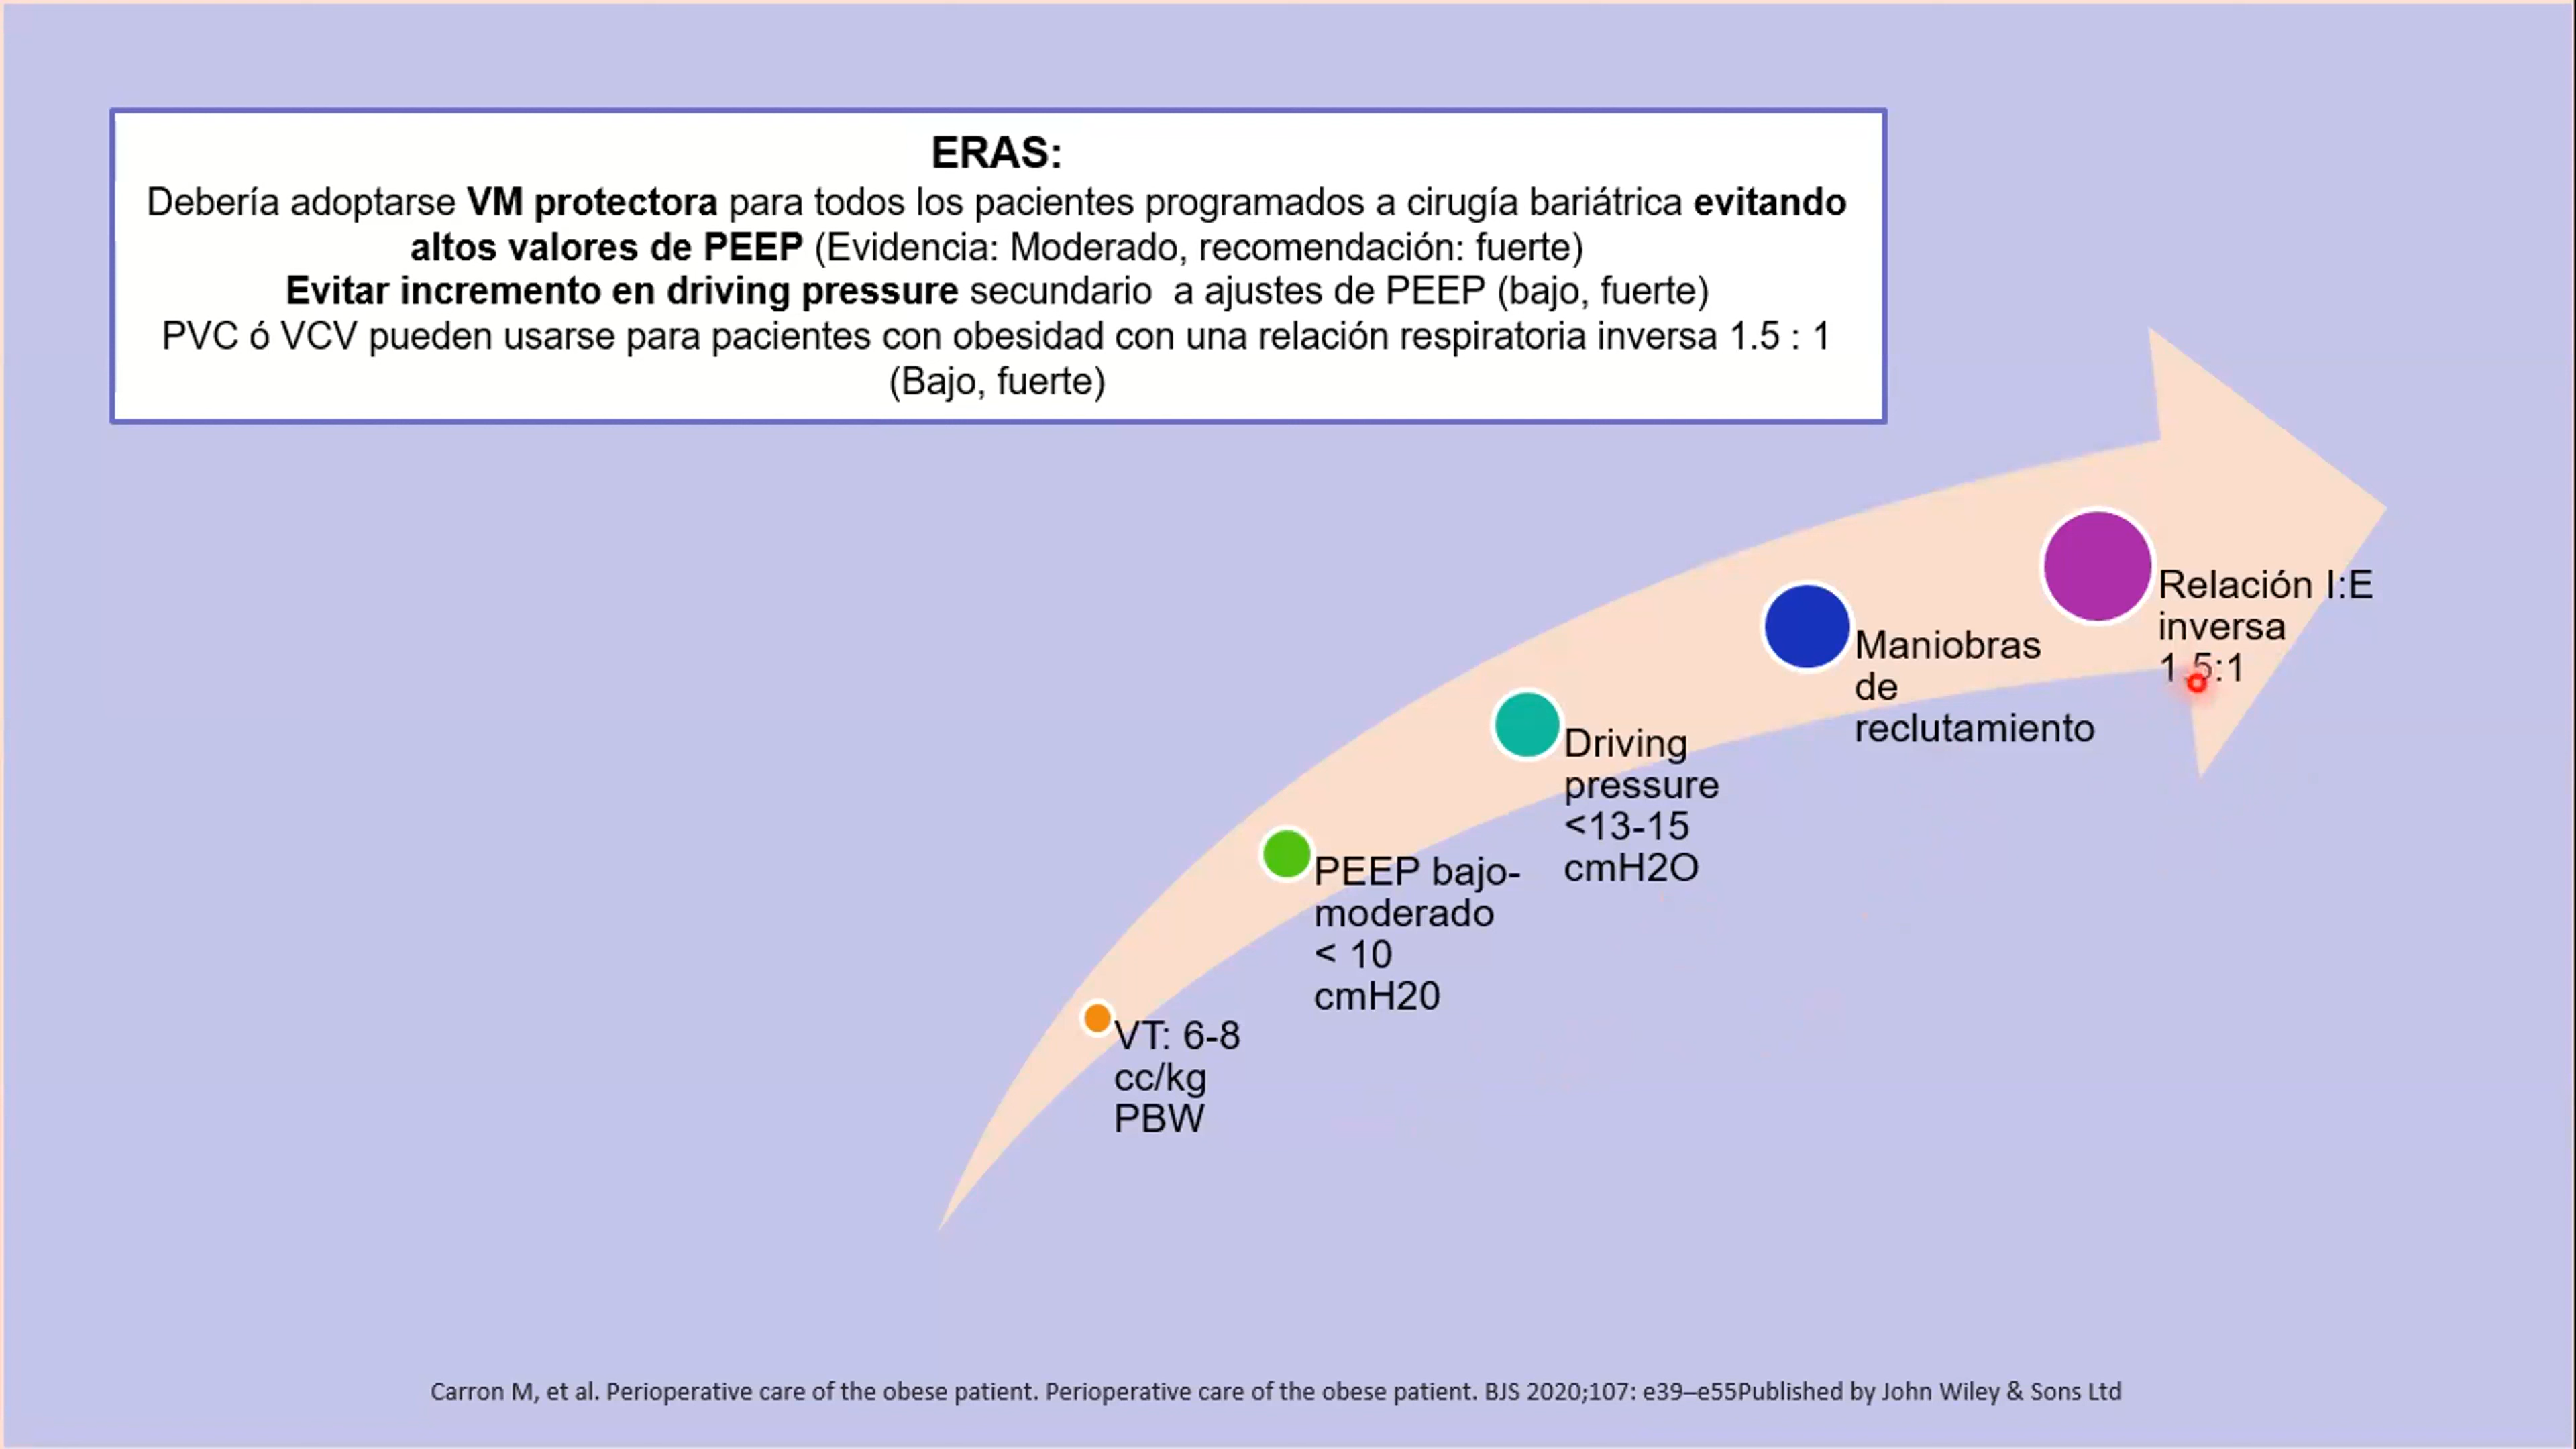 ERAS:
Debería adoptarse VM protectora para todos los pacientes programados a cirugía bariátrica evitando
altos valores de PEEP (Evidencia: Moderado, recomendación: fuerte)
Evitar incremento en driving pressure secundario  a ajustes de PEEP (bajo, fuerte)
PVC ó VCV pueden usarse para pacientes con obesidad con una relación respiratoria inversa 1.5 : 1
(Bajo, fuerte)
VT: 6-8
cc/kg
PBW
PEEP bajo-
moderado
< 10
cmH20
Driving
pressure
<13-15
cmH2O
Maniobras
de
reclutamiento
Relación I:E
inversa
1.5:1
Carron M, et al. Perioperative care of the obese patient. Perioperative care of the obese patient. BJS 2020;107: e39–e55Published by John Wiley & Sons Ltd